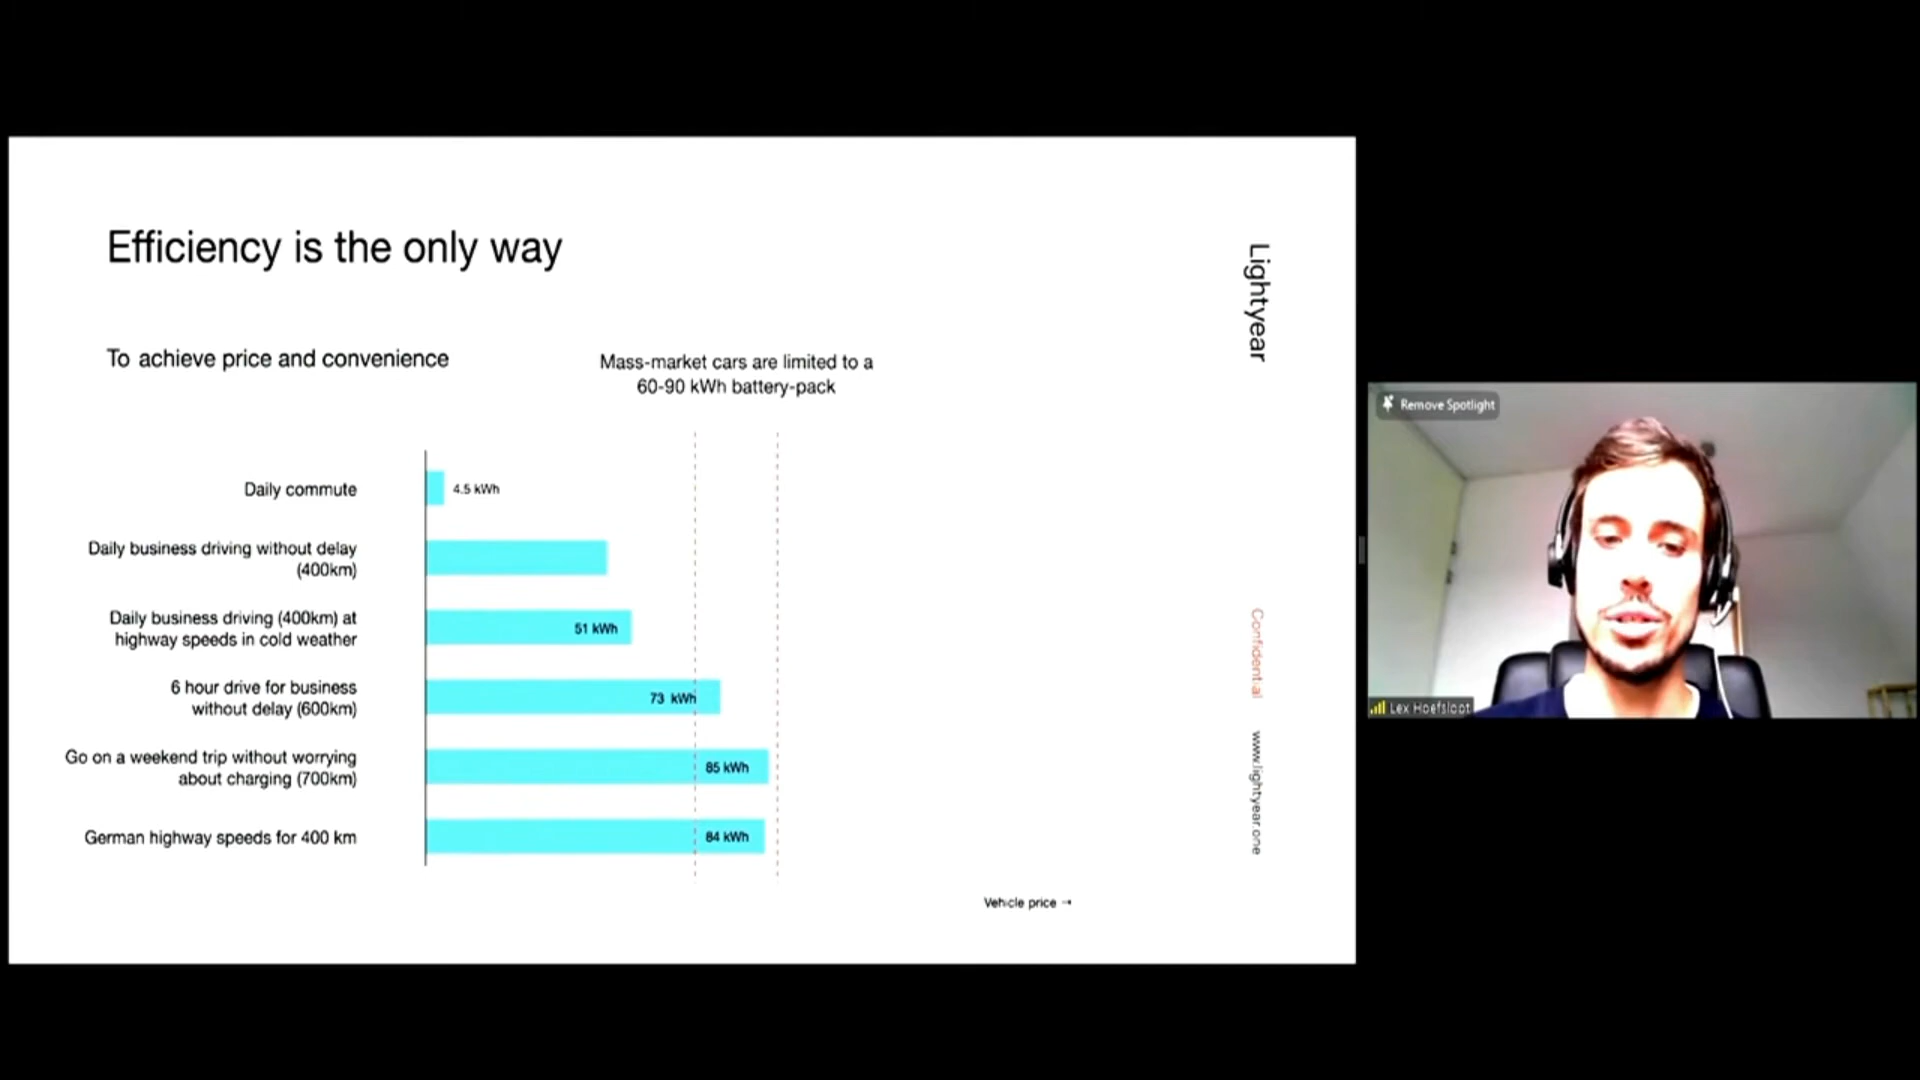 Efficiency is the only way
To achieve price and convenience
Mass-market cars are limited to a
60-90 kWh battery-pack
Daily commute
4.5 kWh
Daily business driving without delay
(400km)
Daily business driving (400km) at
highway speeds in cold weather
51 kWh
6 hour drive for business
without delay (600km)
73 kWh
Go on a weekend trip without worrying
about charging (700km)
85 kWh
German highway speeds for 400 km
84 kWh
Vehicle price →
Lightyear
Confidential
www.lightyear.one
Remove Spotlight
Lex Hoefsloot